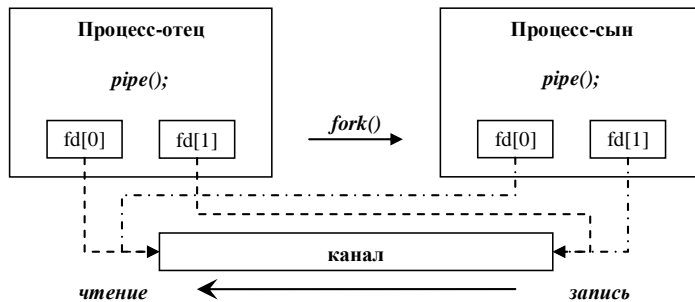 Процесс-отец
Процесс-сын
pipe();
pipe();
fd[0]
fd[1]
fork()
fd[0]
fd[1]
канал
чтение
запись